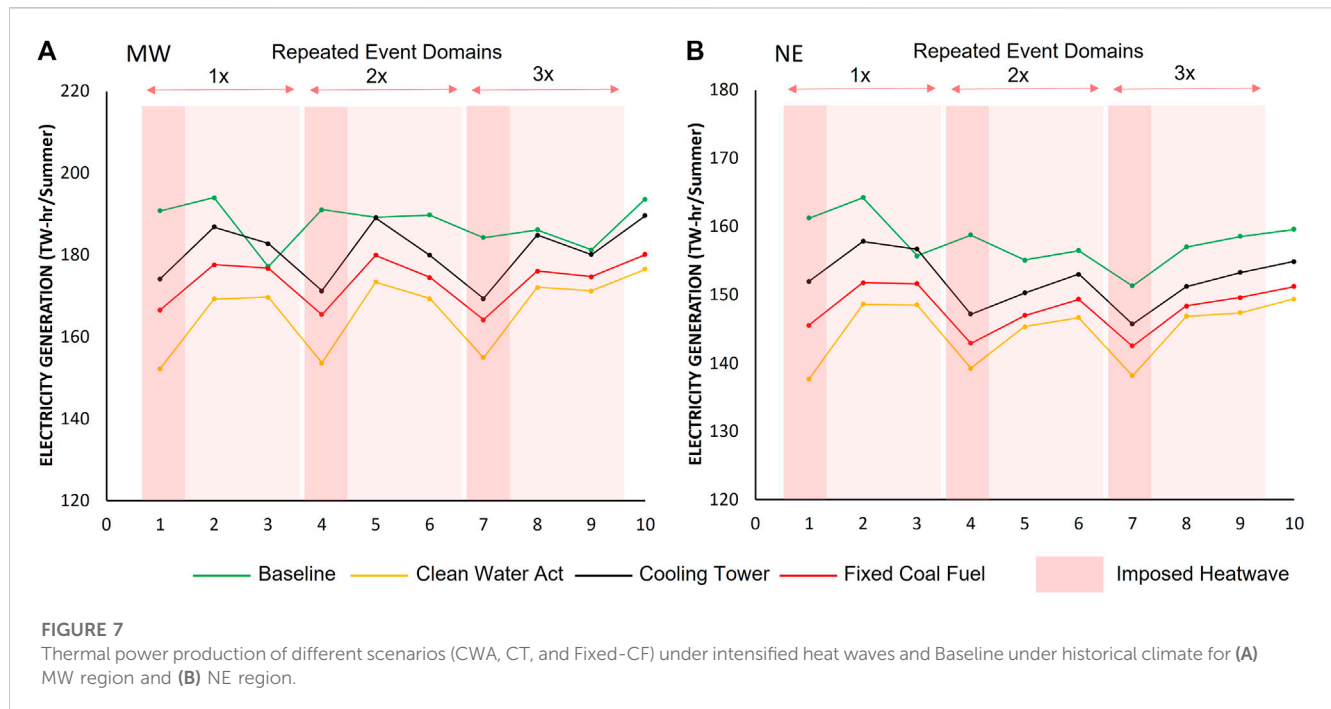 A MW Repeated Event Domains
1x 2x 3x
220
200
180
160
140
120
ELECTRICITY GENERATION (TW-hr/Summer)
0 1 2 3 4 5 6 7 8 9 10
B NE Repeated Event Domains
1x 2x 3x
180
170
160
150
140
130
120
ELECTRICITY GENERATION (TW-hr/Summer)
0 1 2 3 4 5 6 7 8 9 10
Baseline Clean Water Act Cooling Tower Fixed Coal Fuel Imposed Heatwave
FIGURE 7
Thermal power production of different scenarios (CWA, CT, and Fixed-CF) under intensified heat waves and Baseline under historical climate for (A)
MW region and (B) NE region.